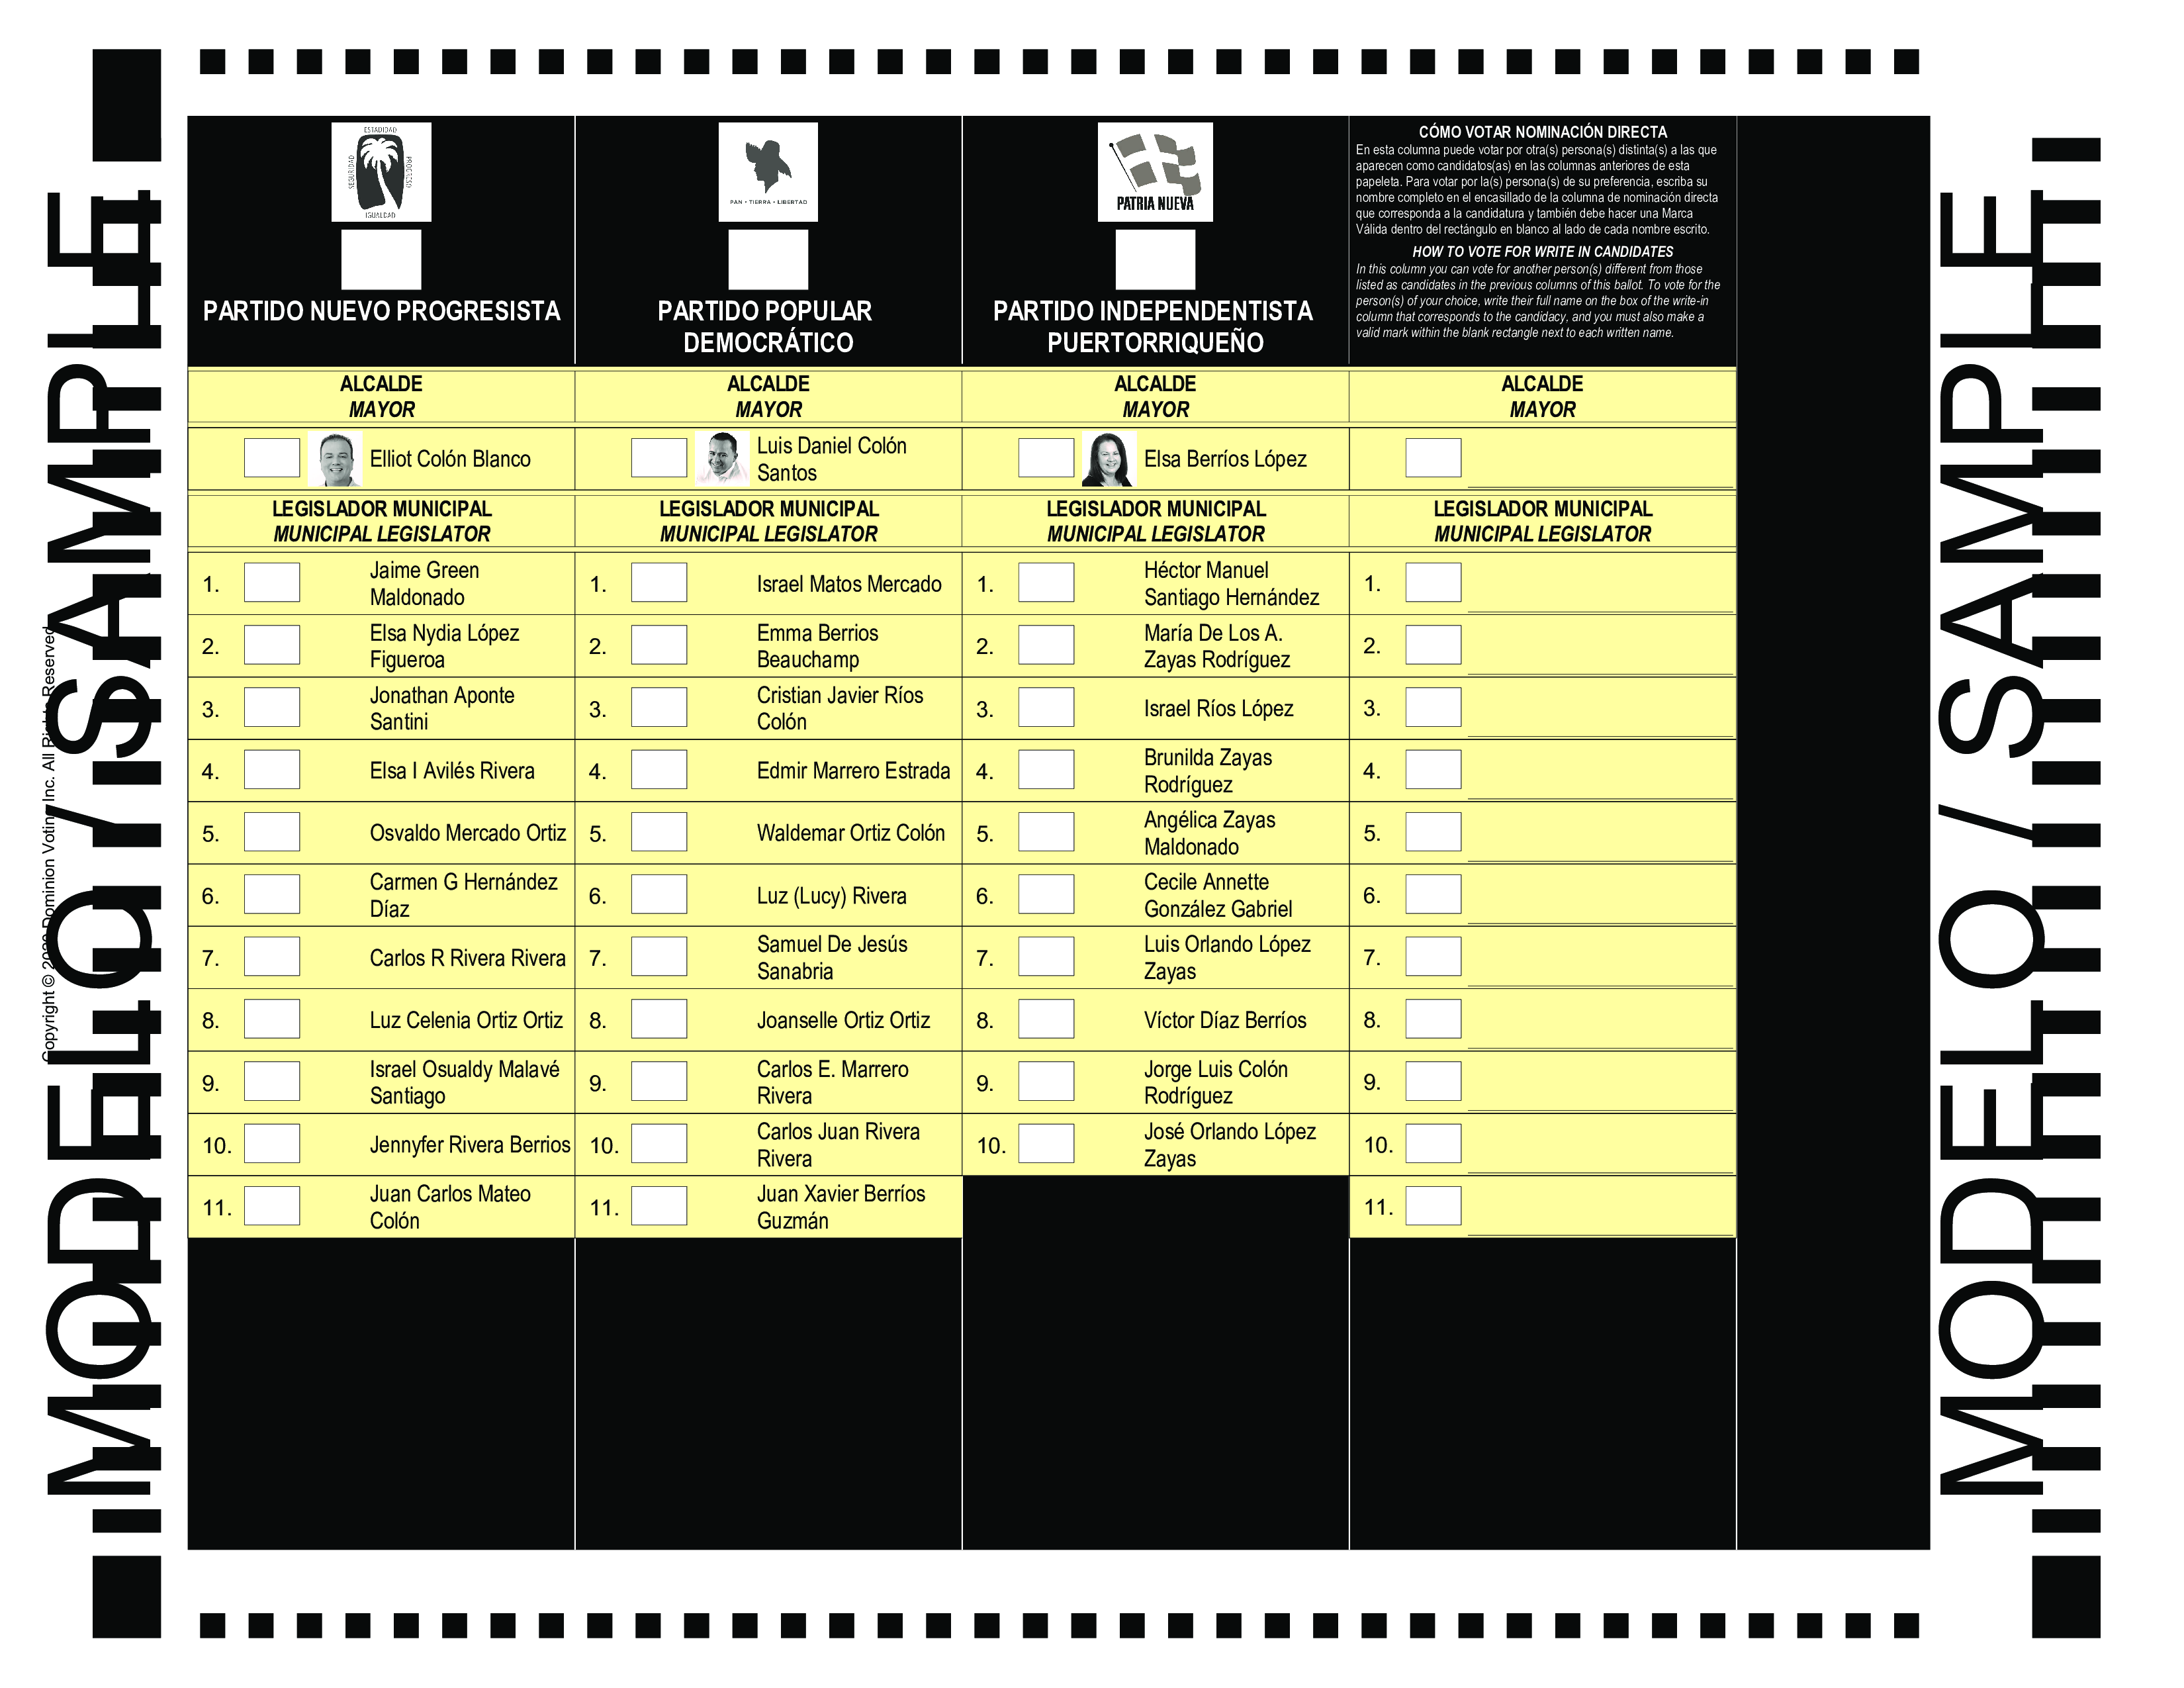 MODELO / SAMPLE
Copyright © 2020 Dominion Voting Inc. All Rights Reserved
ESTADIDAD
SEGURIDAD
PROGRESO
IGUALDAD
PARTIDO NUEVO PROGRESISTA
PAN • TIERRA • LIBERTAD
PARTIDO POPULAR
DEMOCRÁTICO
PATRIA NUEVA
PARTIDO INDEPENDENTISTA
PUERTORRIQUEÑO
CÓMO VOTAR NOMINACIÓN DIRECTA
En esta columna puede votar por otra(s) persona(s) distinta(s) a las que
aparecen como candidatos(as) en las columnas anteriores de esta
papeleta. Para votar por la(s) persona(s) de su preferencia, escriba su
nombre completo en el encasillado de la columna de nominación directa
que corresponda a la candidatura y también debe hacer una Marca
Válida dentro del rectángulo en blanco al lado de cada nombre escrito.
HOW TO VOTE FOR WRITE IN CANDIDATES
In this column you can vote for another person(s) different from those
listed as candidates in the previous columns of this ballot. To vote for the
person(s) of your choice, write their full name on the box of the write-in
column that corresponds to the candidacy, and you must also make a
valid mark within the blank rectangle next to each written name.
ALCALDE
MAYOR
Elliot Colón Blanco
LEGISLADOR MUNICIPAL
MUNICIPAL LEGISLATOR
1. Jaime Green
Maldonado
2. Elsa Nydia López
Figueroa
3. Jonathan Aponte
Santini
4. Elsa I Avilés Rivera
5. Osvaldo Mercado Ortiz
6. Carmen G Hernández
Díaz
7. Carlos R Rivera Rivera
8. Luz Celenia Ortiz Ortiz
9. Israel Osualdy Malavé
Santiago
10. Jennyfer Rivera Berrios
11. Juan Carlos Mateo
Colón
ALCALDE
MAYOR
Luis Daniel Colón
Santos
LEGISLADOR MUNICIPAL
MUNICIPAL LEGISLATOR
1. Israel Matos Mercado
2. Emma Berrios
Beauchamp
3. Cristian Javier Ríos
Colón
4. Edmir Marrero Estrada
5. Waldemar Ortiz Colón
6. Luz (Lucy) Rivera
7. Samuel De Jesús
Sanabria
8. Joanselle Ortiz Ortiz
9. Carlos E. Marrero
Rivera
10. Carlos Juan Rivera
Rivera
11. Juan Xavier Berríos
Guzmán
ALCALDE
MAYOR
Elsa Berríos López
LEGISLADOR MUNICIPAL
MUNICIPAL LEGISLATOR
1. Héctor Manuel
Santiago Hernández
2. María De Los A.
Zayas Rodríguez
3. Israel Ríos López
4. Brunilda Zayas
Rodríguez
5. Angélica Zayas
Maldonado
6. Cecile Annette
González Gabriel
7. Luis Orlando López
Zayas
8. Víctor Díaz Berríos
9. Jorge Luis Colón
Rodríguez
10. José Orlando López
Zayas
ALCALDE
MAYOR
LEGISLADOR MUNICIPAL
MUNICIPAL LEGISLATOR
1.
2.
3.
4.
5.
6.
7.
8.
9.
10.
11.
MODELO / SAMPLE